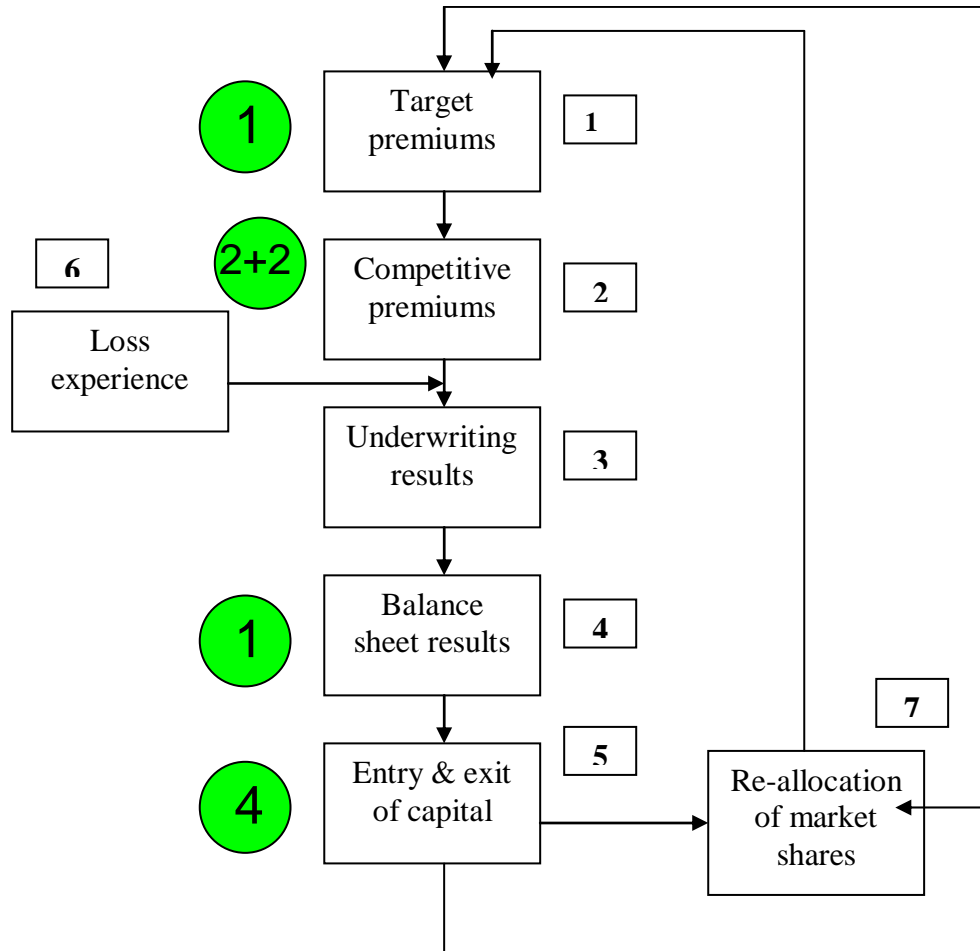 1
Target
premiums
1
2+2
Competitive
premiums
2
6
Loss
experience
Underwriting
results
3
1
Balance
sheet results
4
4
Entry & exit
of capital
5
7
Re-allocation
of market
shares